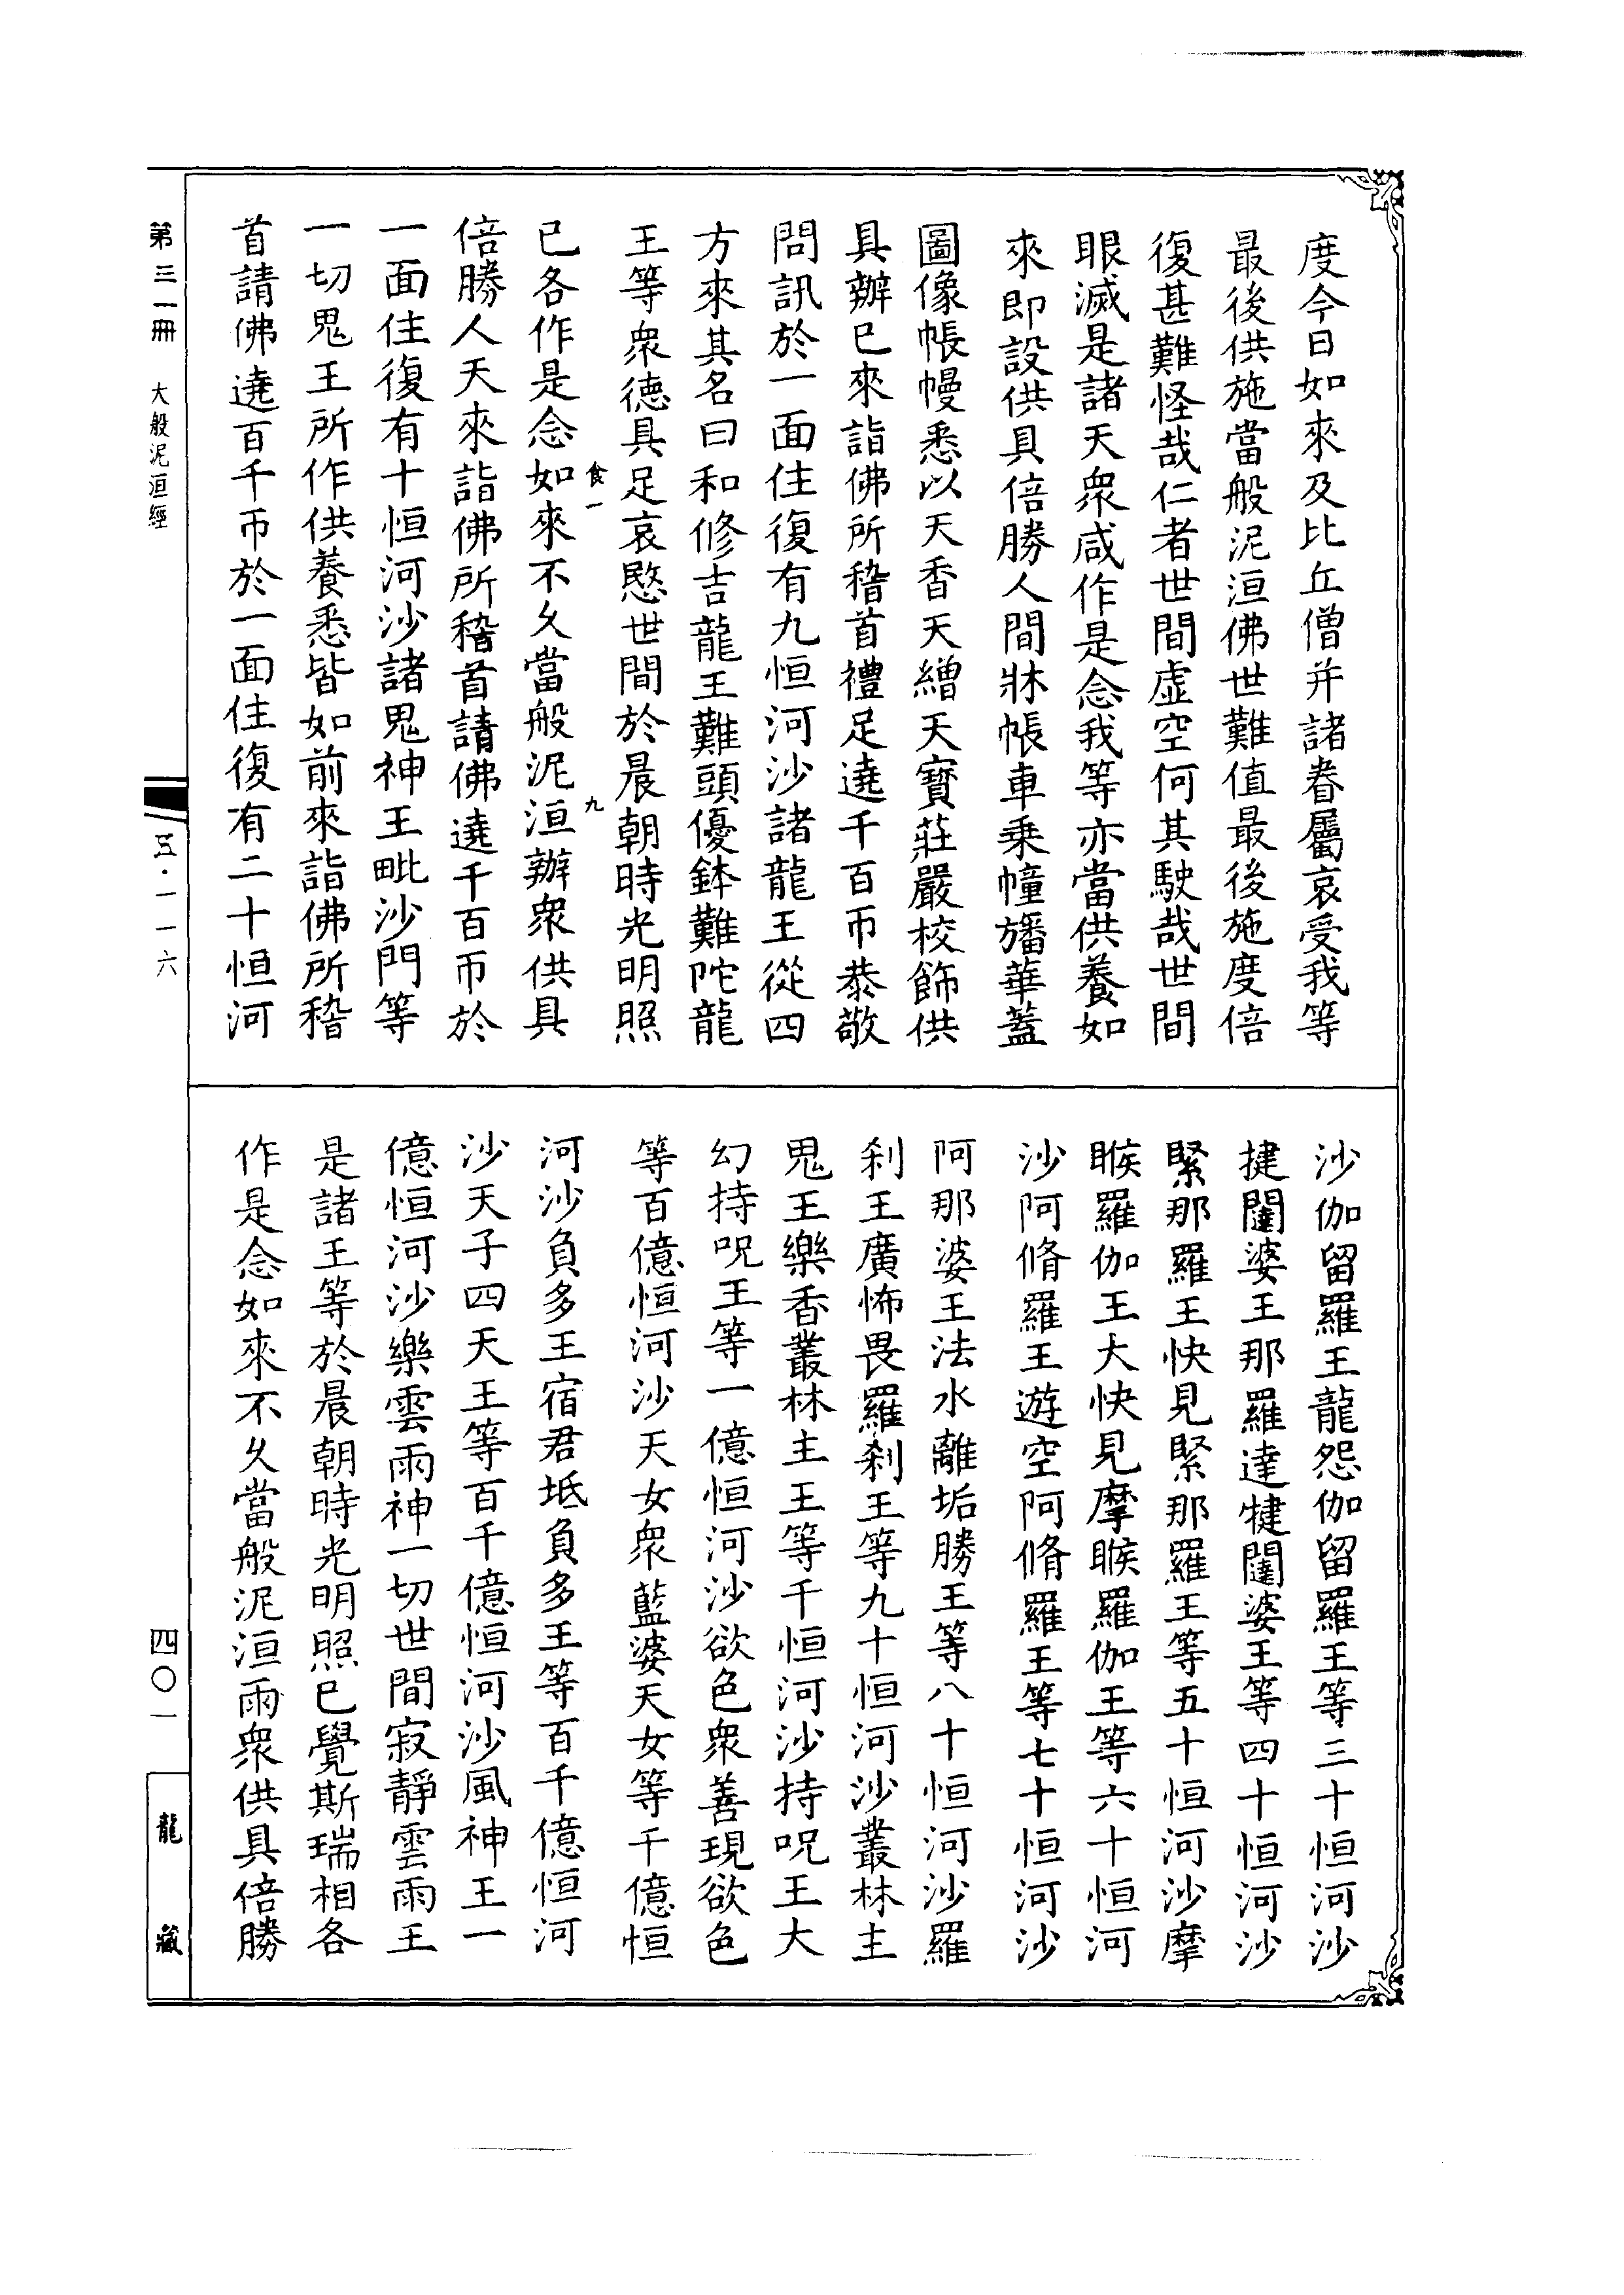 度今日如來及比丘僧并諸眷屬哀受我等
最後供施當般泥洹佛世難值最後施度倍
復甚難怪哉仁者世間虛空何其駛哉世間
眼滅是諸天衆咸作是念我等亦當供養如
來即設供具倍勝人間牀帳車乘幢旛華蓋
圖像帳幔悉以天香天繒天寶莊嚴校飾供
具辦已來詣佛所稽首禮足遶千百帀恭敬
問訊於一面住復有九恒河沙諸龍王從四
方來其名曰和修吉龍王難頭優鉢難陀龍
王等衆德具足哀愍世間於晨朝時光明照
食一
九
已各作是念如來不久當般泥洹辦衆供具
倍勝人天來詣佛所稽首請佛遶千百帀於
一面住復有十恒河沙諸鬼神王毗沙門等
一切鬼王所作供養悉皆如前來詣佛所稽
首請佛遶百千帀於一面住復有二十恒河
沙伽留羅王龍怨伽留羅王等三十恒河沙
揵闥婆王那羅達犍闥婆王等四十恒河沙
緊那羅王快見緊那羅王等五十恒河沙摩
睺羅伽王大快見摩睺羅伽王等六十恒河
沙阿脩羅王遊空阿脩羅王等七十恒河沙
阿那婆王法水離垢勝王等八十恒河沙羅
刹王廣怖畏羅刹王等九十恒河沙叢林主
鬼王樂香叢林主王等千恒河沙持呪王大
幻持呪王等一億恒河沙欲色衆善現欲色
等百億恒河沙天女衆藍婆天女等千億恒
河沙負多王宿君坻負多王等百千億恒河
沙天子四天王等百千億恒河沙風神王一
億恒河沙樂雲雨神一切世間寂靜雲雨王
是諸王等於晨朝時光明照已覺斯瑞相各
作是念如來不久當般泥洹雨衆供具倍勝
第三一冊 大般泥洹經
五·一一六
四〇一
龍藏